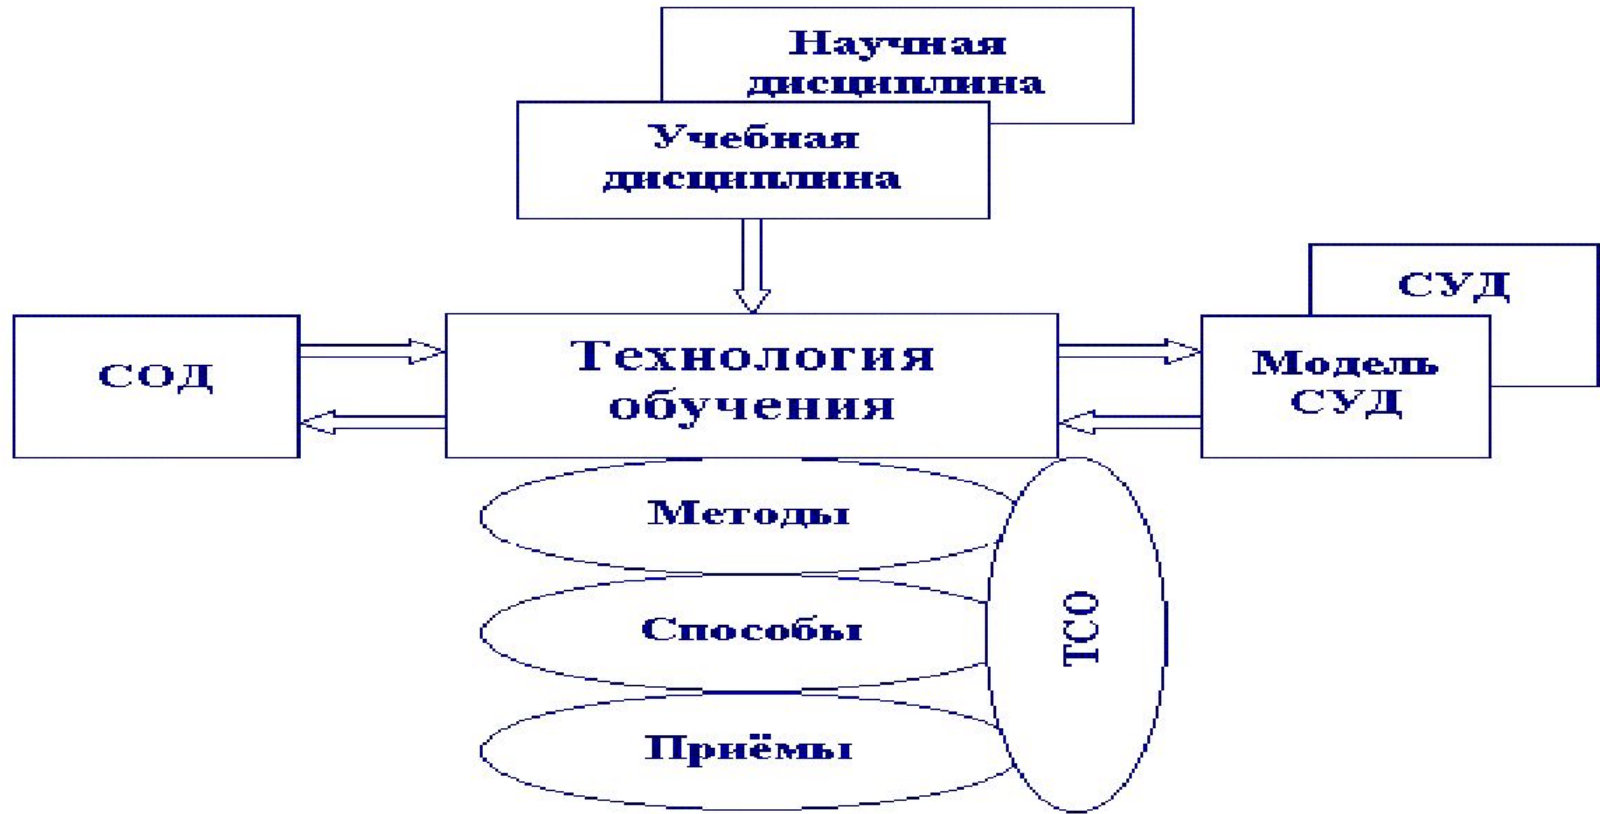 Научная
дисциплина
Учебная
дисциплина
СУД
СОД
Технология
обучения
Модель
СУД
Методы
Способы
Приёмы
ТСО